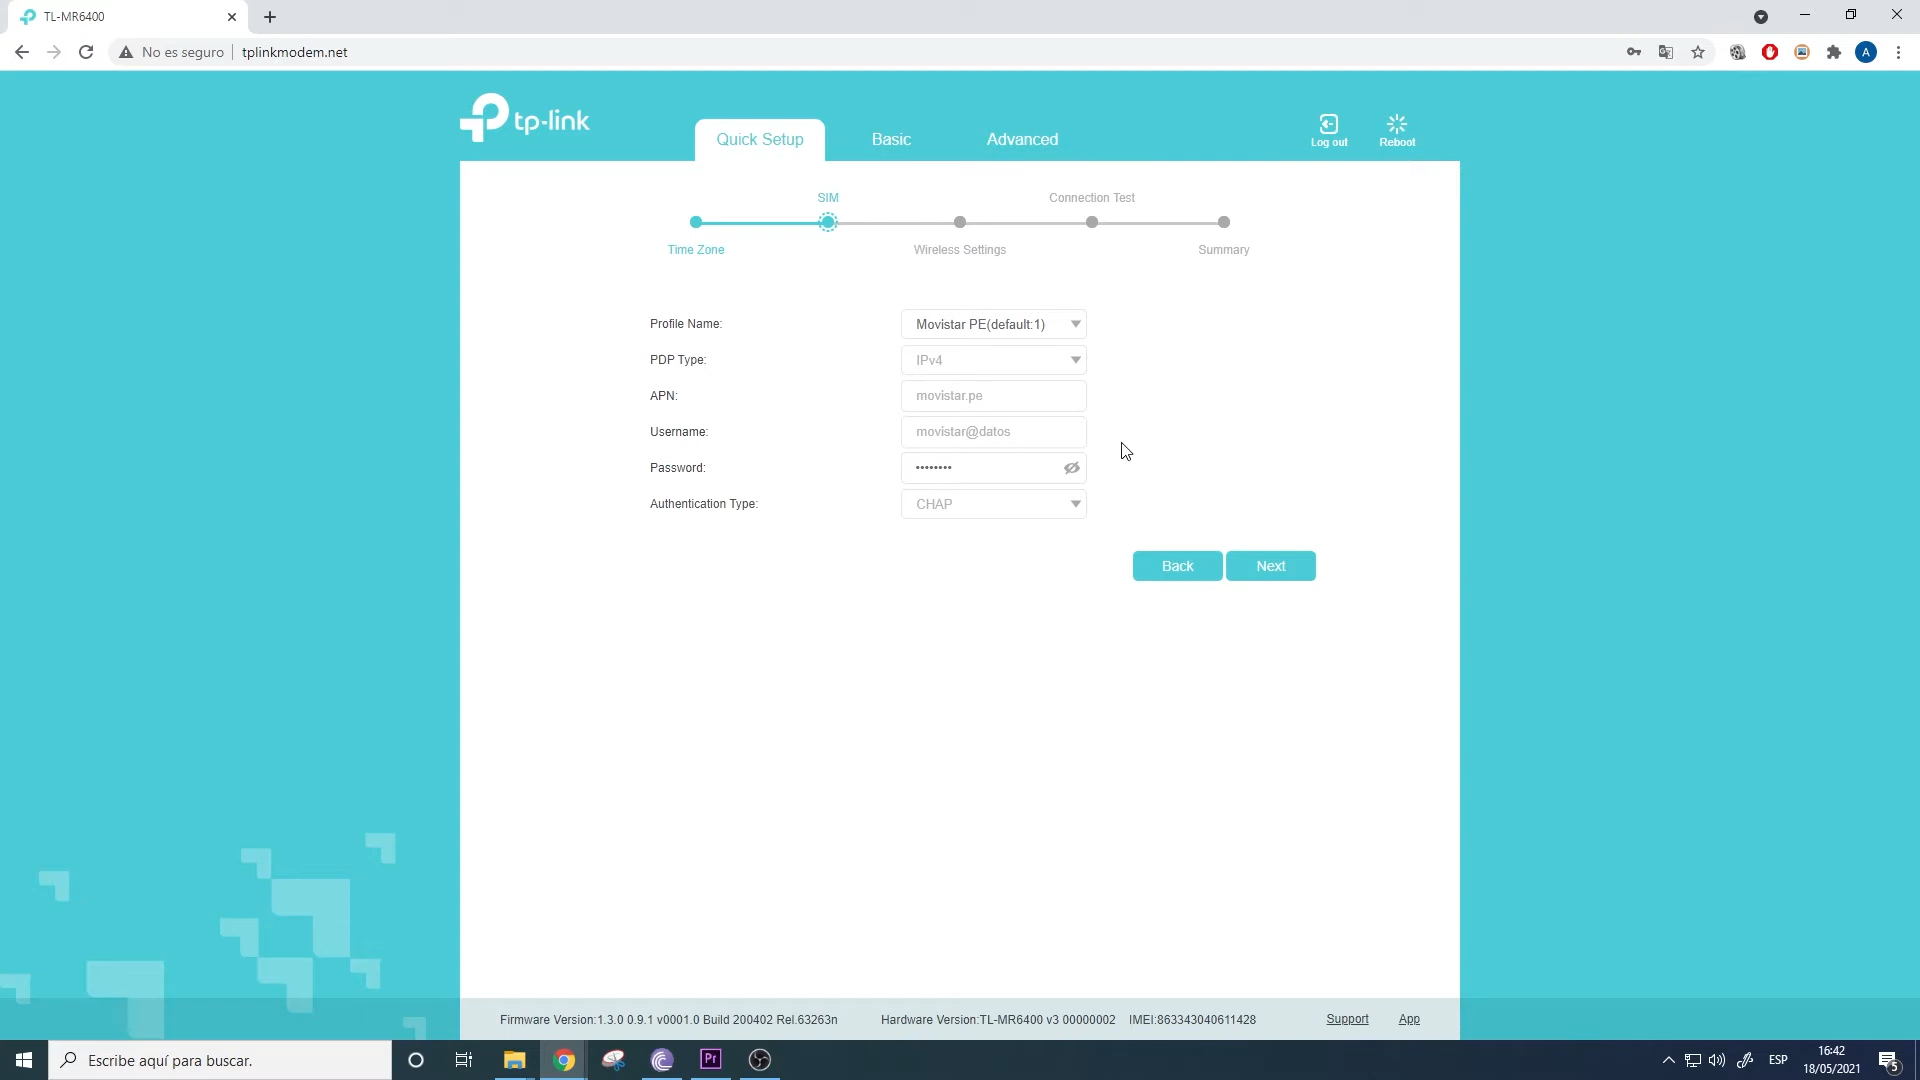 TL-MR6400
No es seguro
tplinkmodem.net
A
tp-link
Quick Setup
Basic
Advanced
Log out
Reboot
SIM
Connection Test
Time Zone
Wireless Settings
Summary
Profile Name:
Movistar PE(default:1)
PDP Type:
IPv4
APN:
movistar.pe
Username:
movistar@datos
Password:
••••••••
Authentication Type:
CHAP
Back
Next
Firmware Version:1.3.0 0.9.1 v0001.0 Build 200402 Rel.63263n
Hardware Version:TL-MR6400 v3 00000002
IMEI:863343040611428
Support
App
Escribe aquí para buscar.
Pr
ESP
16:42
18/05/2021
5